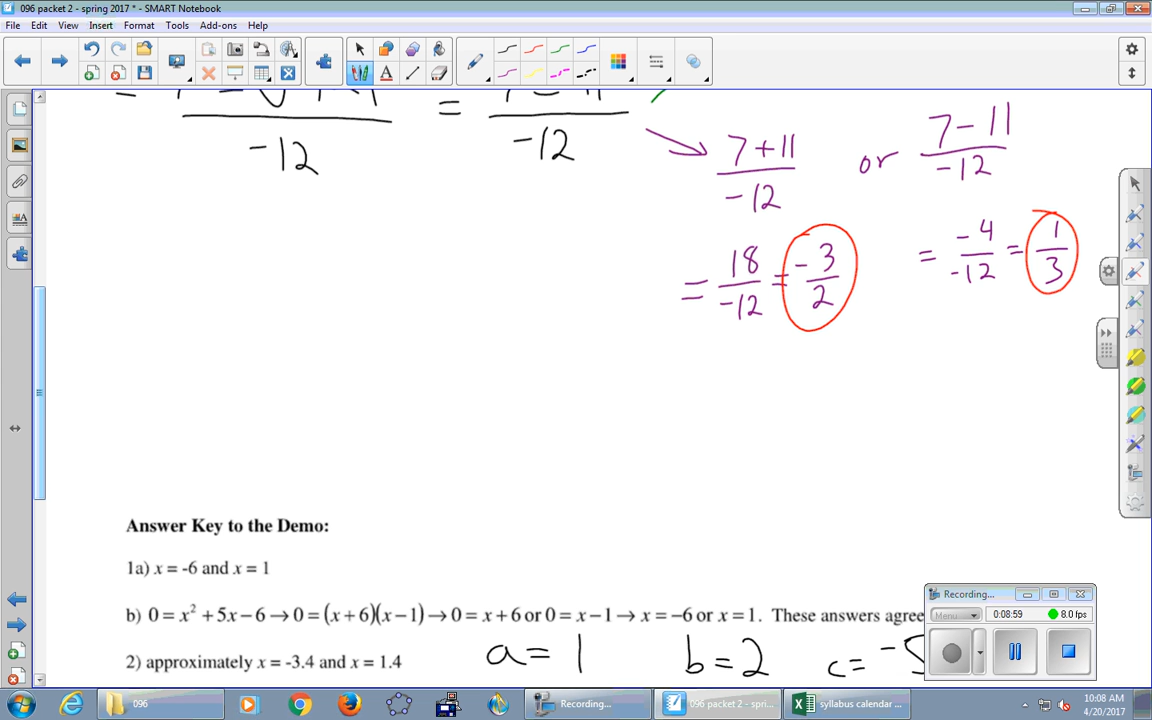 096 packet 2 - spring 2017 * - SMART Notebook
File Edit View Insert Format Tools Add-ons Help
= -12 = -12
7+11 / -12 or 7-11 / -12
= 18 / -12 = -3 / 2
= -4 / -12 = 1 / 3
Answer Key to the Demo:
1a) x = -6 and x = 1
b) 0 = x² + 5x − 6 → 0 = (x + 6)(x − 1) → 0 = x + 6 or 0 = x − 1 → x = −6 or x = 1. These answers agree
2) approximately x = -3.4 and x = 1.4
a = 1 b = 2 c = -5
Recording...
Menu 0:08:59 8.0 fps
096
Recording...
096 packet 2 - spri...
syllabus calendar ...
10:08 AM
4/20/2017